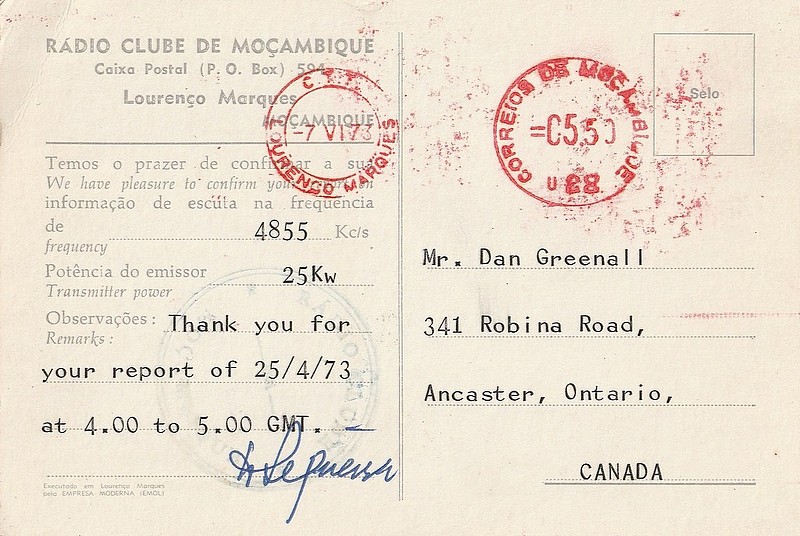 RÁDIO CLUBE DE MOÇAMBIQUE
Caixa Postal (P. O. Box) 594
Lourenço Marques
MOÇAMBIQUE
C.T.T.
-7 VI 73
LOURENÇO MARQUES
Temos o prazer de confirmar a sua
We have pleasure to confirm your
informação de escuta na frequência
de 4855 Kc/s
frequency
Potência do emissor 25Kw
Transmitter power
Observações: Thank you for
Remarks:
your report of 25/4/73
at 4.00 to 5.00 GMT.
Executado em Lourenço Marques
pela EMPRESA MODERNA (EMOL)
CORREIOS DE MOÇAMBIQUE
Selo
Mr. Dan Greenall
341 Robina Road,
Ancaster, Ontario,
CANADA